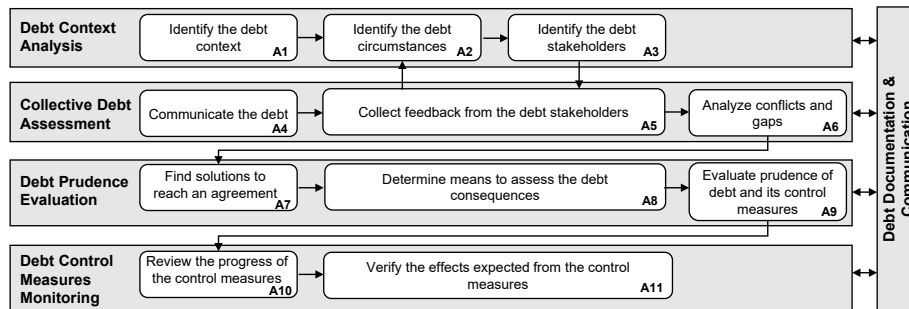 Debt Context
Analysis
Identify the debt
context
A1
Identify the debt
circumstances
A2
Identify the debt
stakeholders
A3
Collective Debt
Assessment
Communicate the debt
A4
Collect feedback from the debt stakeholders
A5
Analyze conflicts and
gaps
A6
Debt Prudence
Evaluation
Find solutions to
reach an agreement
A7
Determine means to assess the debt
consequences
A8
Evaluate prudence of
debt and its control
measures
A9
Debt Control
Measures
Monitoring
Review the progress of
the control measures
A10
Verify the effects expected from the control
measures
A11
Debt Documentation &
Communication